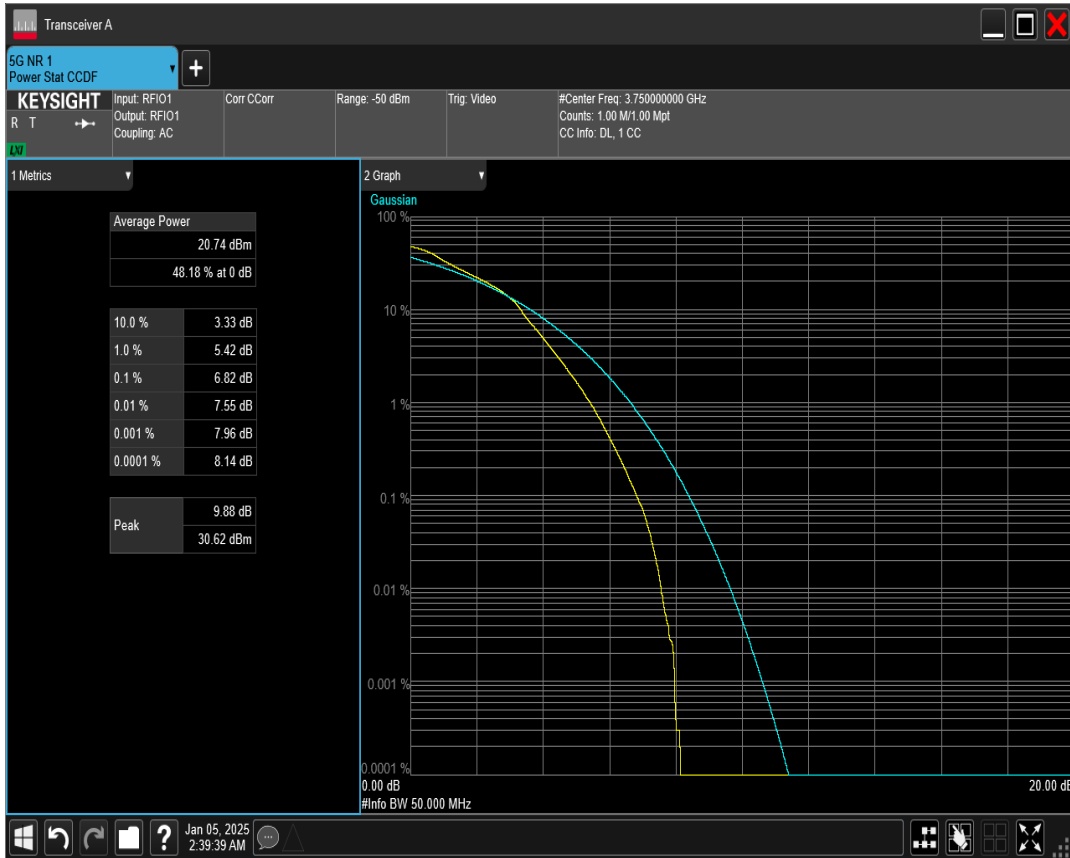 Transceiver A
5G NR 1
Power Stat CCDF
+
KEYSIGHT
R T
LXI
Input: RFIO1
Output: RFIO1
Coupling: AC
Corr CCorr
Range: -50 dBm
Trig: Video
#Center Freq: 3.750000000 GHz
Counts: 1.00 M/1.00 Mpt
CC Info: DL, 1 CC
1 Metrics
Average Power
20.74 dBm
48.18 % at 0 dB
10.0 % 3.33 dB
1.0 % 5.42 dB
0.1 % 6.82 dB
0.01 % 7.55 dB
0.001 % 7.96 dB
0.0001 % 8.14 dB
Peak
9.88 dB
30.62 dBm
2 Graph
Gaussian
100 %
10 %
1 %
0.1 %
0.01 %
0.001 %
0.0001 %
0.00 dB 20.00 dB
#Info BW 50.000 MHz
?
Jan 05, 2025
2:39:39 AM